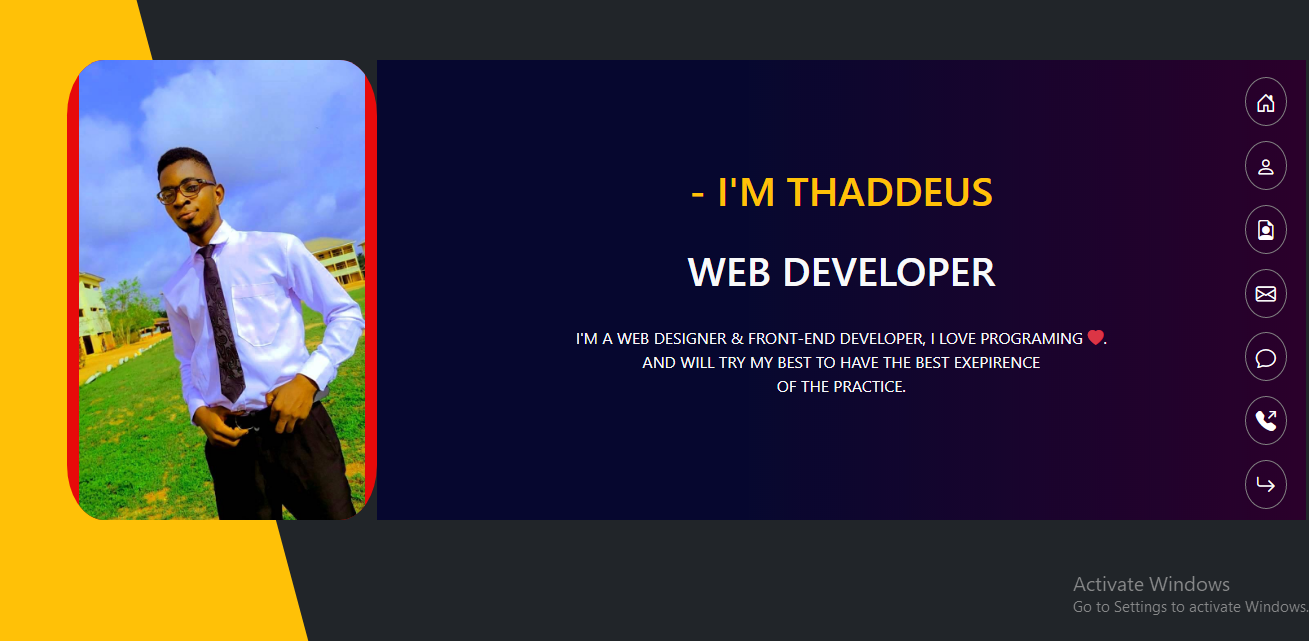 - I'M THADDEUS
WEB DEVELOPER
I'M A WEB DESIGNER & FRONT-END DEVELOPER, I LOVE PROGRAMING ❤.
AND WILL TRY MY BEST TO HAVE THE BEST EXEPIRENCE
OF THE PRACTICE.
Activate Windows
Go to Settings to activate Windows.